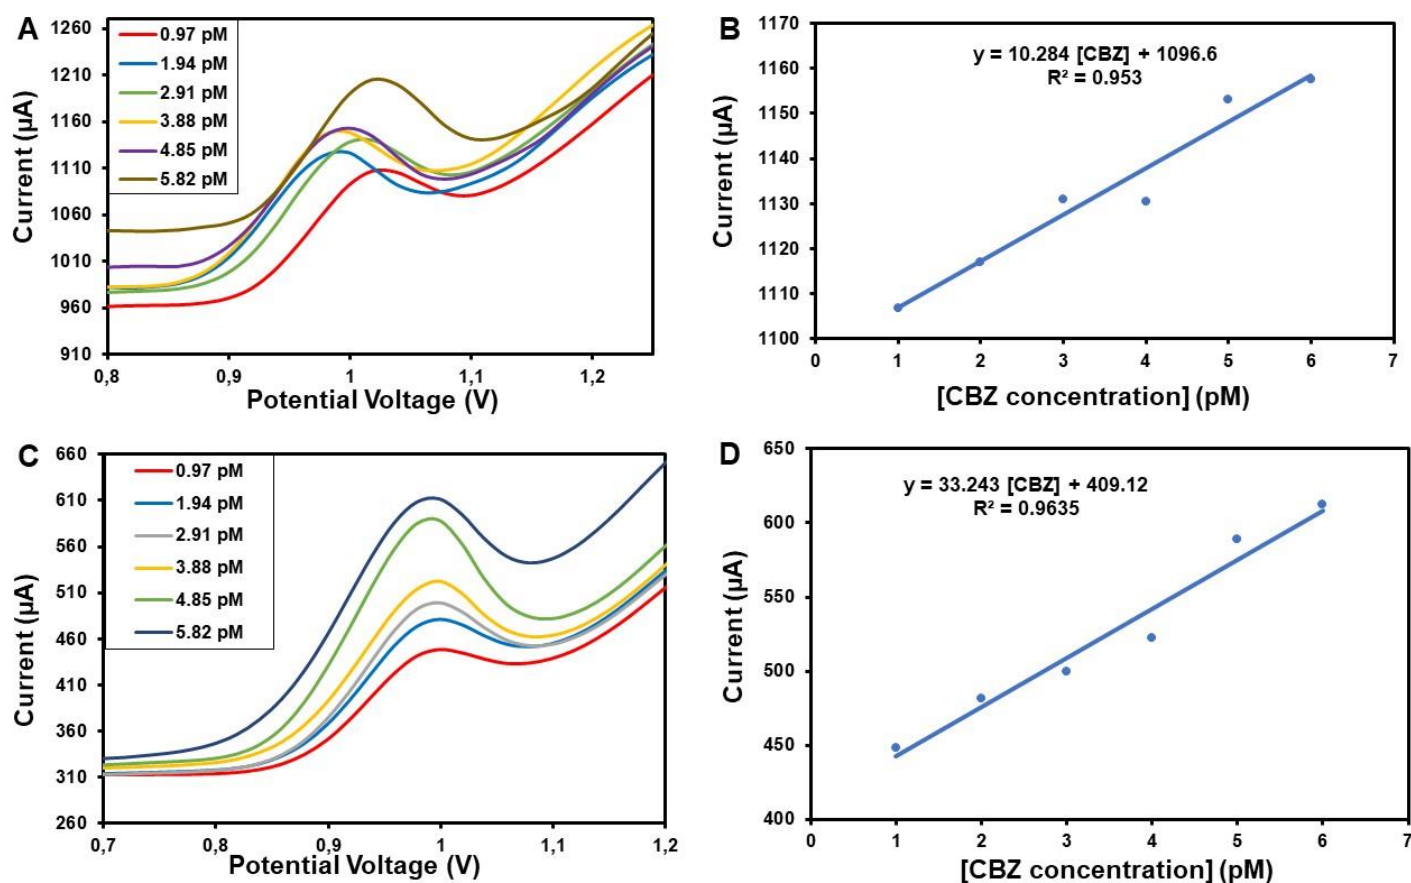 A
1260
1210
1160
1110
1060
1010
960
910
Current (µA)
0.97 pM
1.94 pM
2.91 pM
3.88 pM
4.85 pM
5.82 pM
0,8
0,9
1
1,1
1,2
Potential Voltage (V)
B
1170
1160
1150
1140
1130
1120
1110
1100
Current (µA)
y = 10.284 [CBZ] + 1096.6
R² = 0.953
0
1
2
3
4
5
6
7
[CBZ concentration] (pM)
C
660
610
560
510
460
410
360
310
260
Current (µA)
0.97 pM
1.94 pM
2.91 pM
3.88 pM
4.85 pM
5.82 pM
0,7
0,8
0,9
1
1,1
1,2
Potential Voltage (V)
D
650
600
550
500
450
400
Current (µA)
y = 33.243 [CBZ] + 409.12
R² = 0.9635
0
1
2
3
4
5
6
7
[CBZ concentration] (pM)